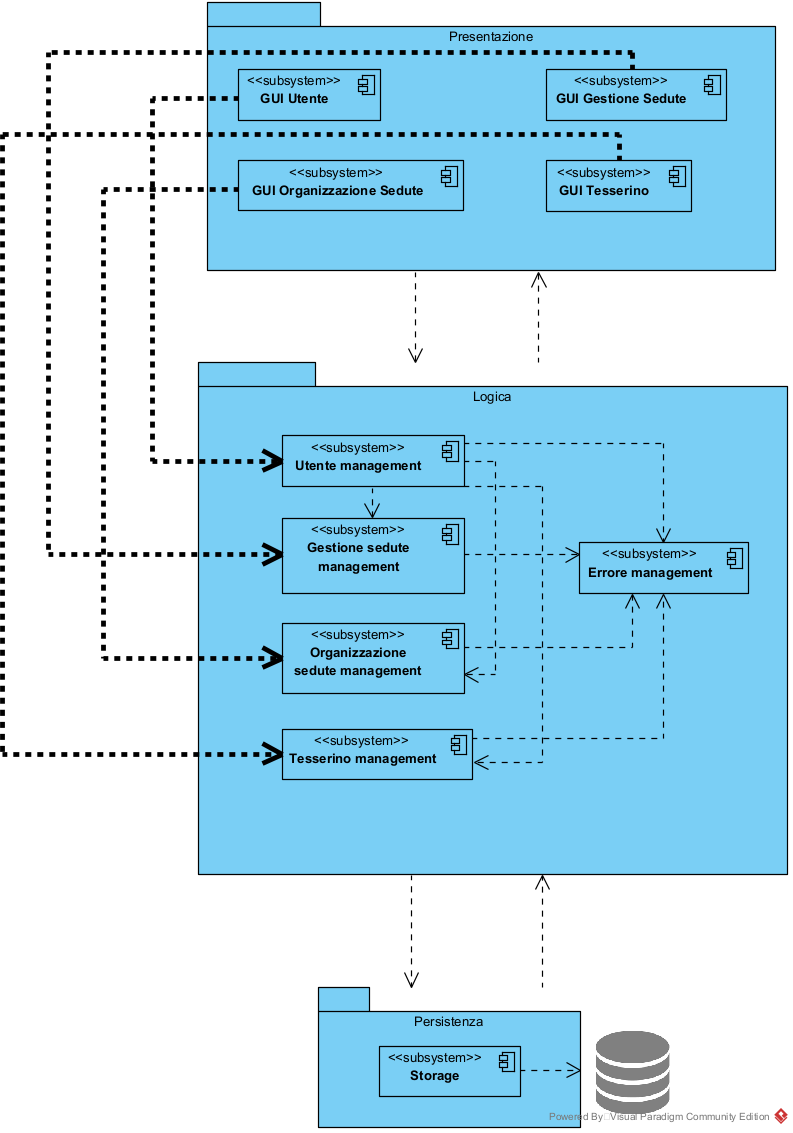 Presentazione
<<subsystem>>
GUI Utente
<<subsystem>>
GUI Gestione Sedute
<<subsystem>>
GUI Organizzazione Sedute
<<subsystem>>
GUI Tesserino
Logica
<<subsystem>>
Utente management
<<subsystem>>
Gestione sedute
management
<<subsystem>>
Errore management
<<subsystem>>
Organizzazione
sedute management
<<subsystem>>
Tesserino management
Persistenza
<<subsystem>>
Storage
Powered By Visual Paradigm Community Edition